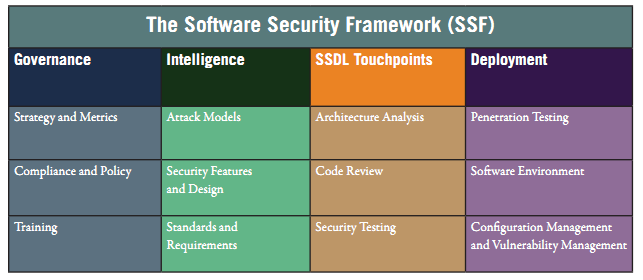 The Software Security Framework (SSF)
Governance
Intelligence
SSDL Touchpoints
Deployment
Strategy and Metrics
Attack Models
Architecture Analysis
Penetration Testing
Compliance and Policy
Security Features
and Design
Code Review
Software Environment
Training
Standards and
Requirements
Security Testing
Configuration Management
and Vulnerability Management